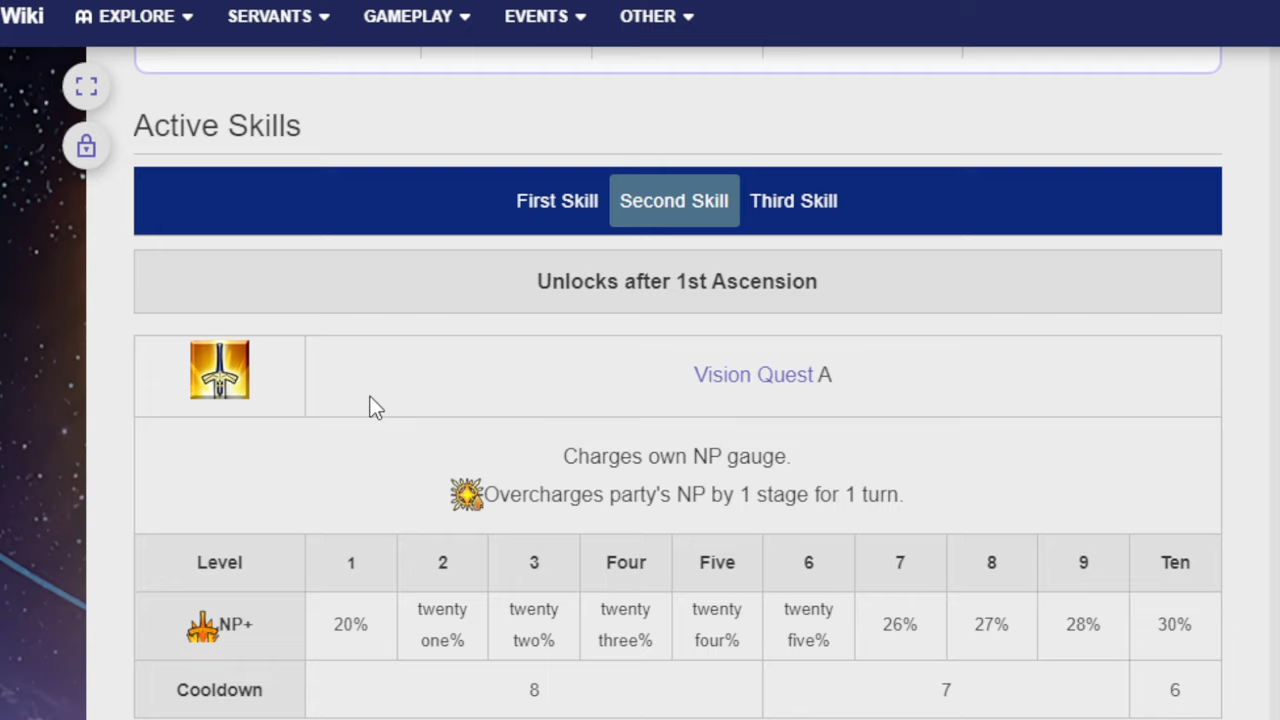 Wiki EXPLORE SERVANTS GAMEPLAY EVENTS OTHER
Active Skills
First Skill Second Skill Third Skill
Unlocks after 1st Ascension
Vision Quest A
Charges own NP gauge.
Overcharges party's NP by 1 stage for 1 turn.
Level 1 2 3 Four Five 6 7 8 9 Ten
NP+ 20% twenty one% twenty two% twenty three% twenty four% twenty five% 26% 27% 28% 30%
Cooldown 8 7 6